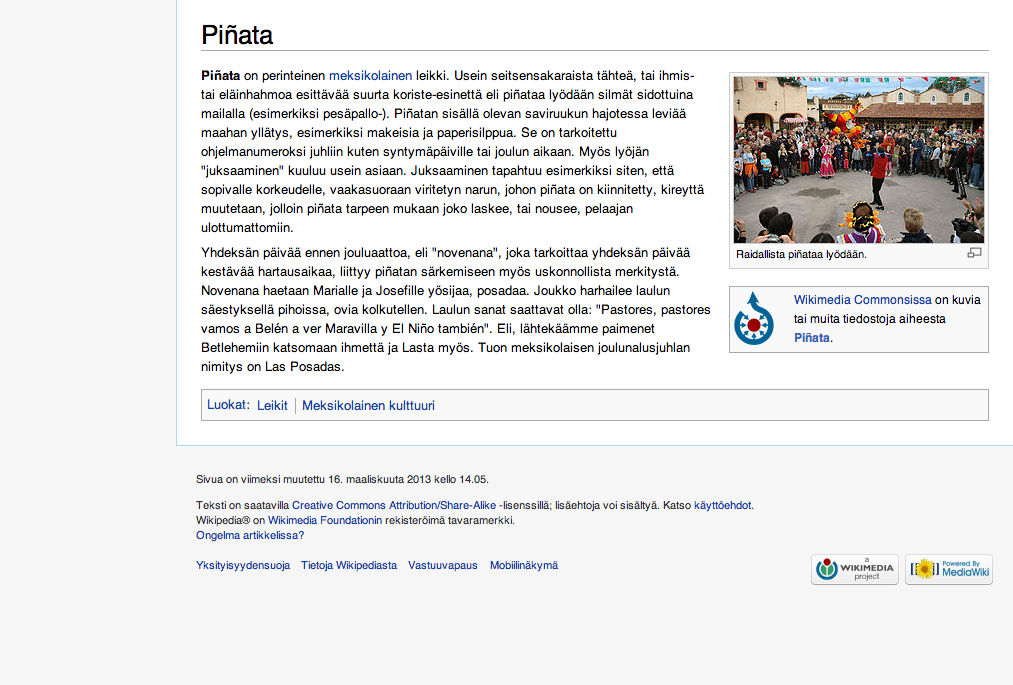 Piñata
Piñata on perinteinen meksikolainen leikki. Usein seitsensakaraista tähteä, tai ihmis-
tai eläinhahmoa esittävää suurta koriste-esinettä eli piñataa lyödään silmät sidottuina
mailalla (esimerkiksi pesäpallo-). Piñatan sisällä olevan saviruukun hajotessa leviää
maahan yllätys, esimerkiksi makeisia ja paperisilppua. Se on tarkoitettu
ohjelmanumeroksi juhliin kuten syntymäpäiville tai joulun aikaan. Myös lyöjän
"juksaaminen" kuuluu usein asiaan. Juksaaminen tapahtuu esimerkiksi siten, että
sopivalle korkeudelle, vaakasuoraan viritetyn narun, johon piñata on kiinnitetty, kireyttä
muutetaan, jolloin piñata tarpeen mukaan joko laskee, tai nousee, pelaajan
ulottumattomiin.
Yhdeksän päivää ennen jouluaattoa, eli "novenana", joka tarkoittaa yhdeksän päivää
kestävää hartausaikaa, liittyy piñatan särkemiseen myös uskonnollista merkitystä.
Novenana haetaan Marialle ja Josefille yösijaa, posadaa. Joukko harhailee laulun
säestyksellä pihoissa, ovia kolkutellen. Laulun sanat saattavat olla: "Pastores, pastores
vamos a Belén a ver Maravilla y El Niño también". Eli, lähtekäämme paimenet
Betlehemiin katsomaan ihmettä ja Lasta myös. Tuon meksikolaisen joulunalusjuhlan
nimitys on Las Posadas.
Raidallista piñataa lyödään.
Wikimedia Commonsissa on kuvia
tai muita tiedostoja aiheesta
Piñata.
Luokat: Leikit | Meksikolainen kulttuuri
Sivua on viimeksi muutettu 16. maaliskuuta 2013 kello 14.05.
Teksti on saatavilla Creative Commons Attribution/Share-Alike -lisenssillä; lisäehtoja voi sisältyä. Katso käyttöehdot.
Wikipedia® on Wikimedia Foundationin rekisteröimä tavaramerkki.
Ongelma artikkelissa?
Yksityisyydensuoja Tietoja Wikipediasta Vastuuvapaus Mobiilinäkymä
a
WIKIMEDIA
project
Powered By
MediaWiki